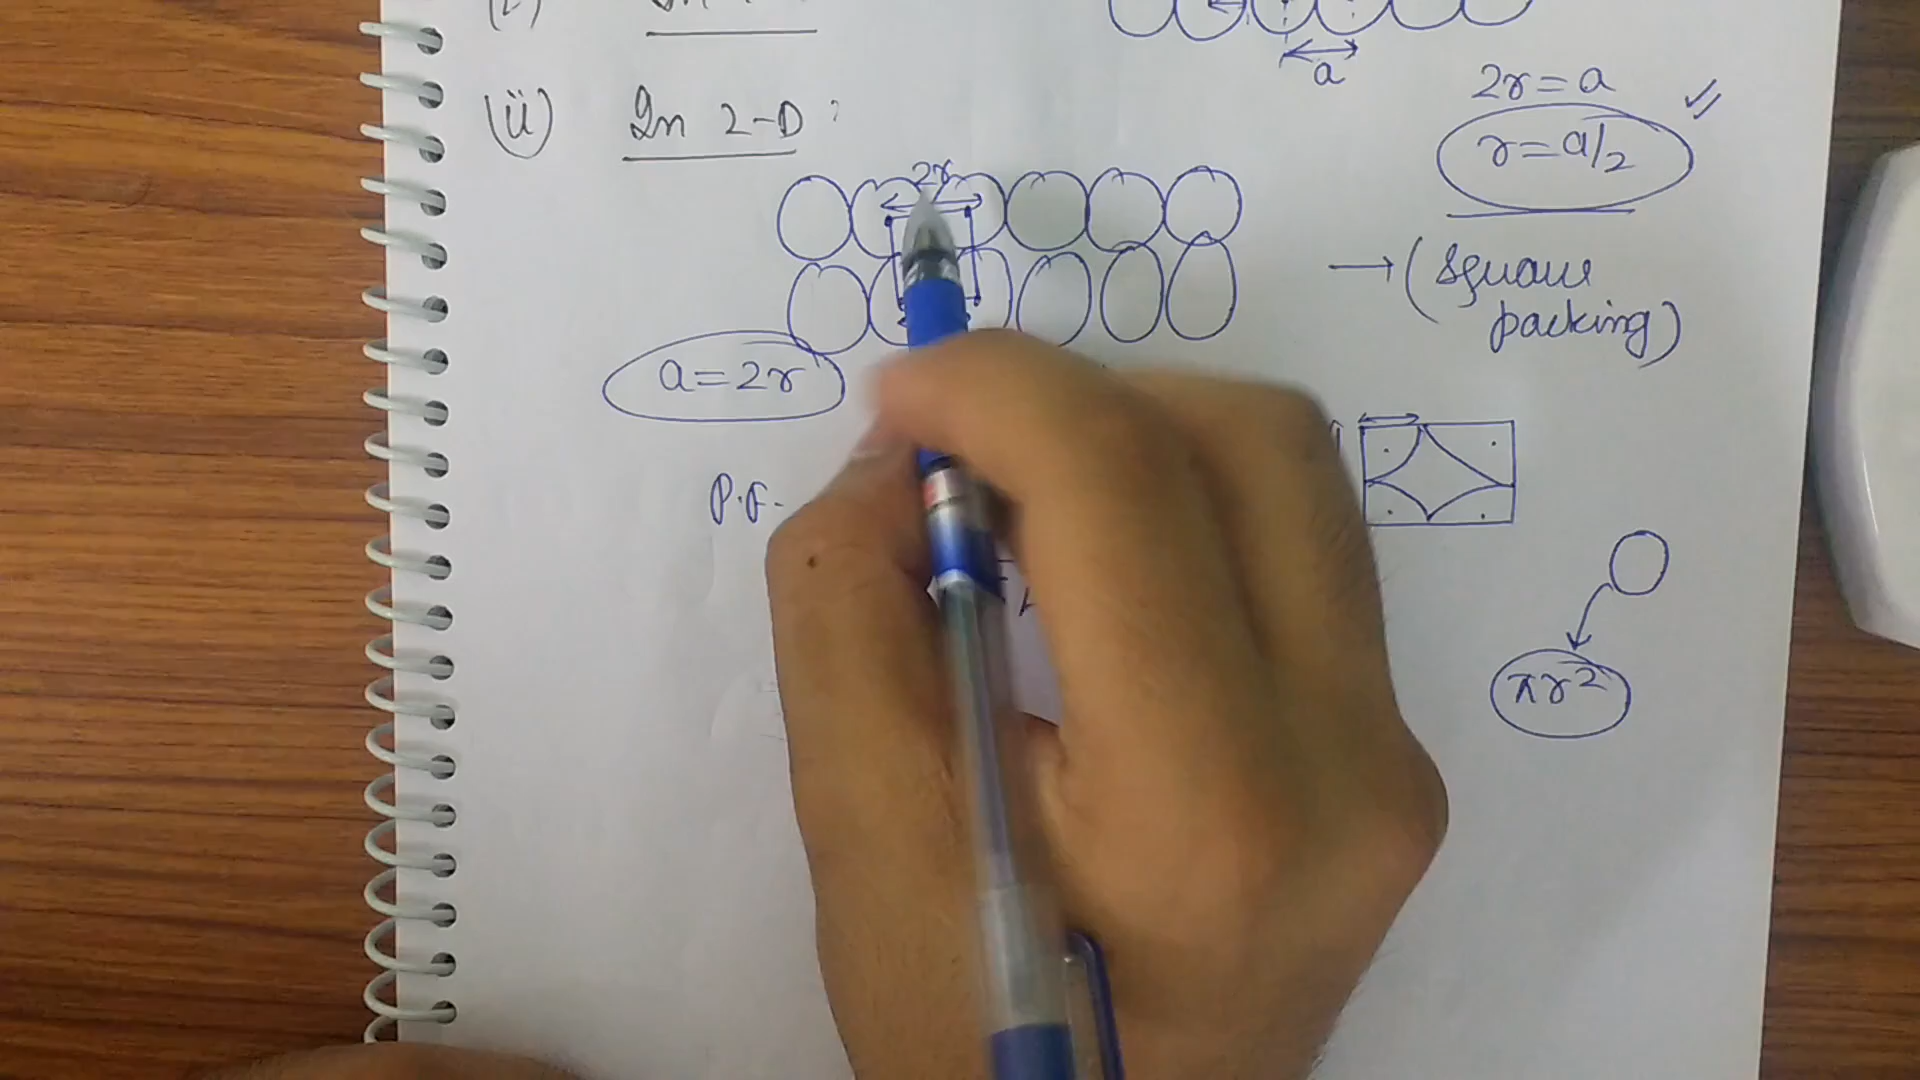 a
2r = a
r = a/2
(ii) In 2-D :
2r
→ (square
packing)
a = 2r
P.F.
πr²